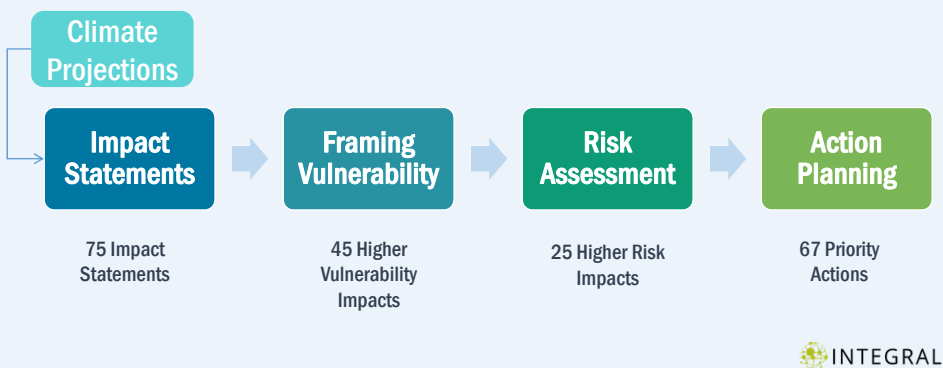 Climate
Projections
Impact
Statements
Framing
Vulnerability
Risk
Assessment
Action
Planning
75 Impact
Statements
45 Higher
Vulnerability
Impacts
25 Higher Risk
Impacts
67 Priority
Actions
INTEGRAL